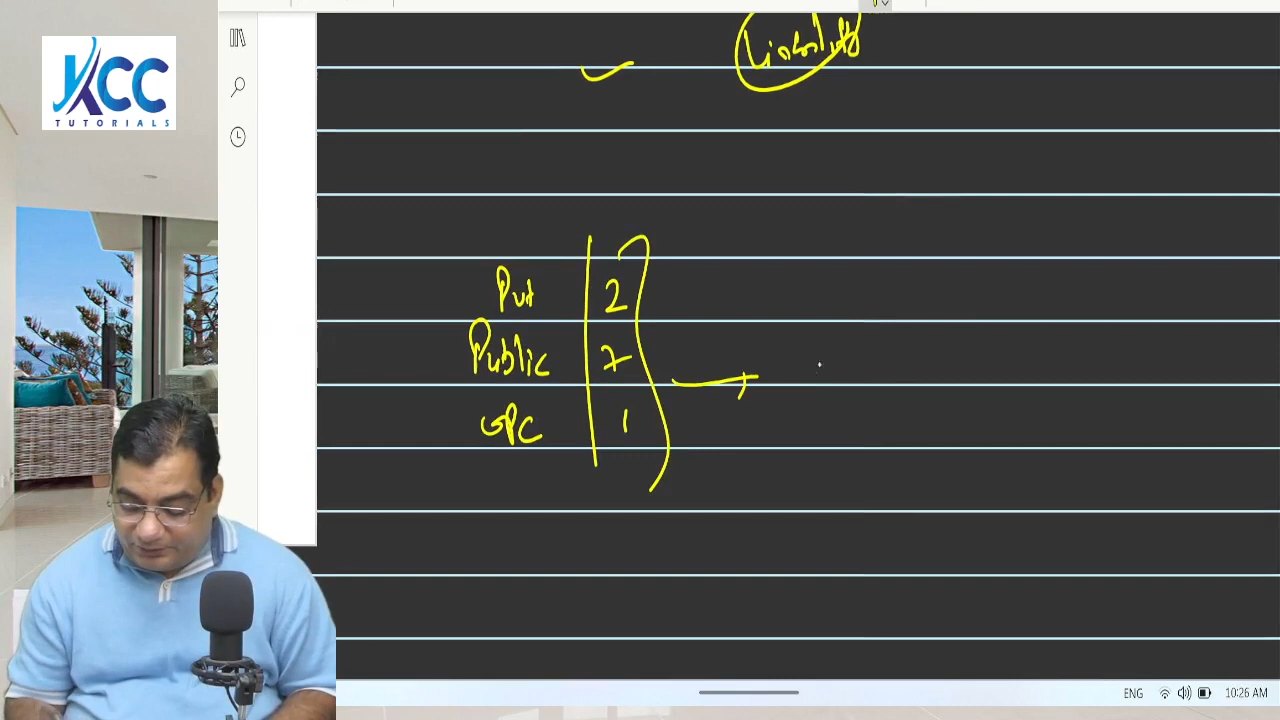 KCC
TUTORIALS
Liability
Pvt 2
Public 7
OPC 1
ENG 10:26 AM